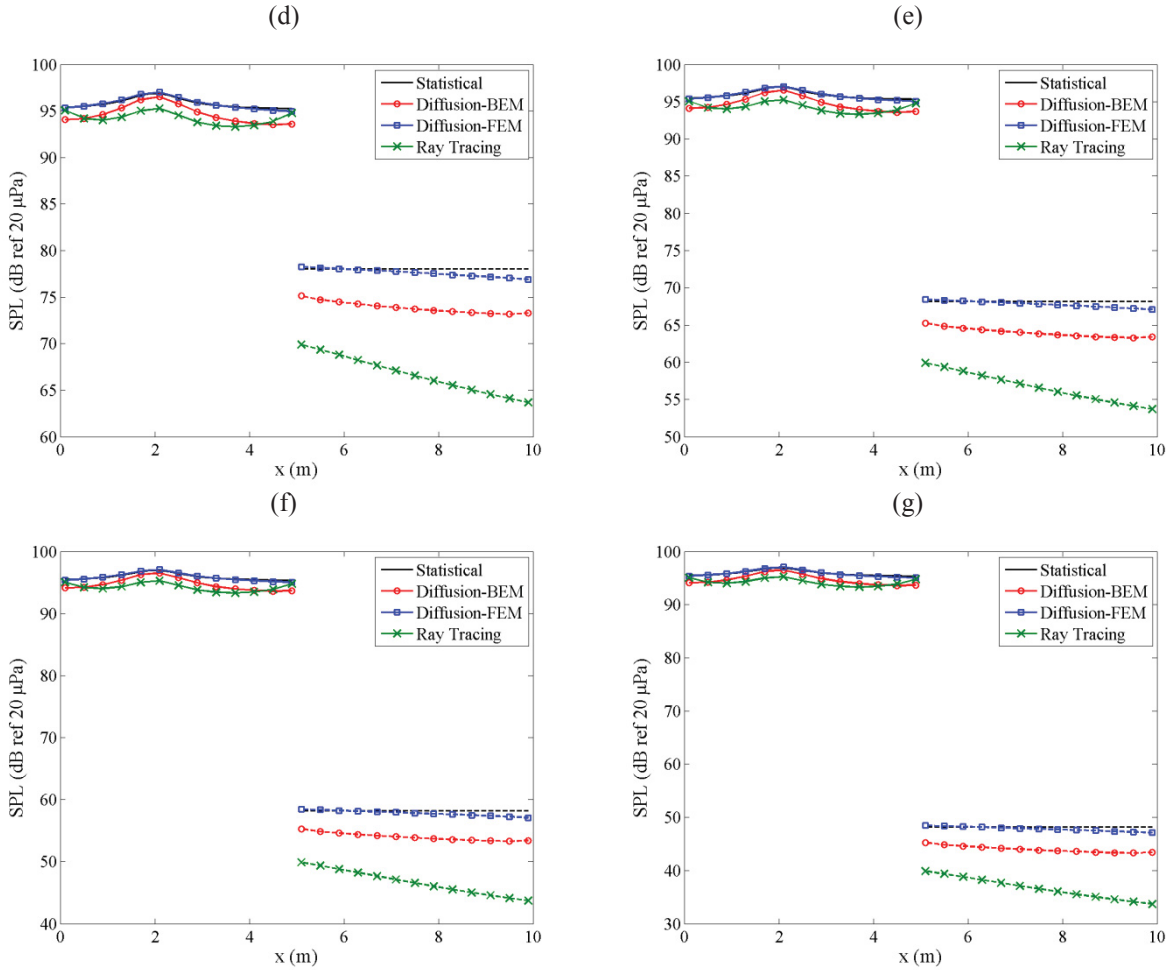 (d)
100
95
90
85
80
75
70
65
60
SPL (dB ref 20 µPa)
0
2
4
6
8
10
x (m)
Statistical
Diffusion-BEM
Diffusion-FEM
Ray Tracing
(e)
100
95
90
85
80
75
70
65
60
55
50
SPL (dB ref 20 µPa)
0
2
4
6
8
10
x (m)
Statistical
Diffusion-BEM
Diffusion-FEM
Ray Tracing
(f)
100
90
80
70
60
50
40
SPL (dB ref 20 µPa)
0
2
4
6
8
10
x (m)
Statistical
Diffusion-BEM
Diffusion-FEM
Ray Tracing
(g)
100
90
80
70
60
50
40
30
SPL (dB ref 20 µPa)
0
2
4
6
8
10
x (m)
Statistical
Diffusion-BEM
Diffusion-FEM
Ray Tracing